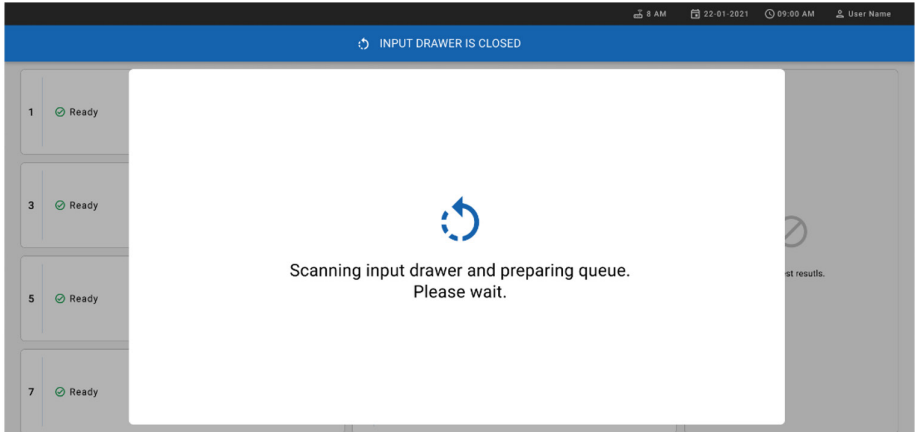 8 AM 22-01-2021 09:00 AM User Name
INPUT DRAWER IS CLOSED
1 Ready
3 Ready
Scanning input drawer and preparing queue.
st resutls.
Please wait.
5 Ready
7 Ready